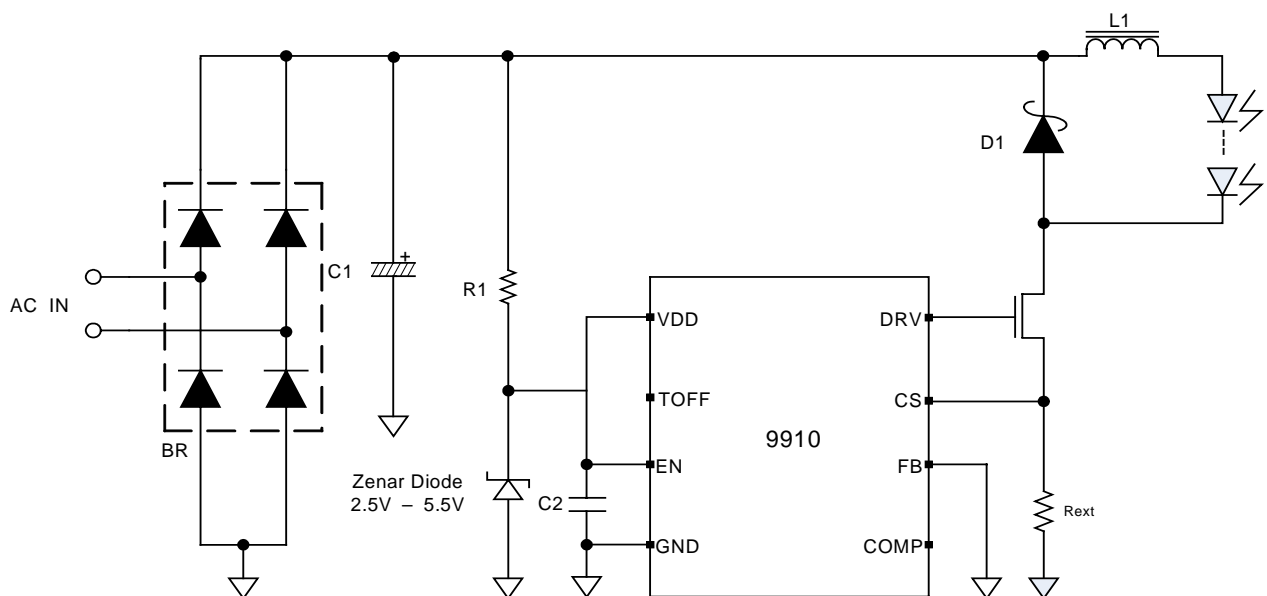 L1
D1
C1
+
AC IN
R1
BR
VDD
DRV
TOFF
CS
9910
EN
FB
Zenar Diode
2.5V – 5.5V
C2
Rext
GND
COMP